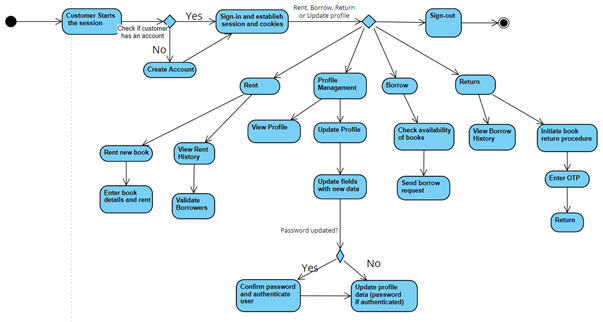 Customer Starts
the session
Check if customer
has an account
Yes
No
Create Account
Sign-in and establish
session and cookies
Rent, Borrow, Return
or Update profile
Sign-out
Rent
Profile
Managament
Borrow
Return
View Profile
Update Profile
Check availability
of books
View Borrow
History
Initiate book
return procedure
Rent new book
View Rent
History
Update fields
with new data
Send borrow
request
Enter OTP
Enter book
details and rent
Validate
Borrowers
Return
Password updated?
Yes
No
Confirm password
and authenticate
user
Update profile
data (password
if authenticated)